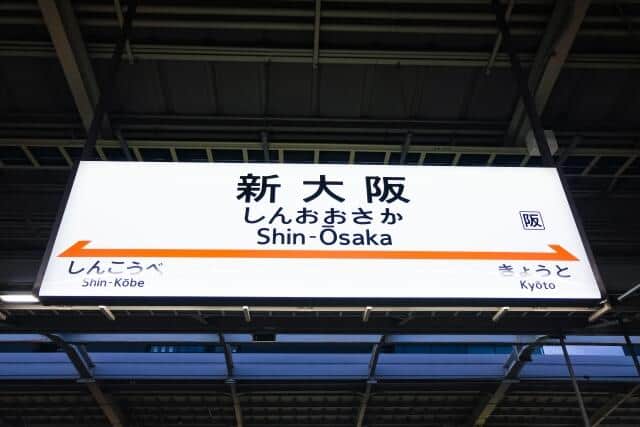 新大阪
しんおおさか
Shin-Ōsaka
阪
しんこうべ
Shin-Kōbe
きょうと
Kyōto